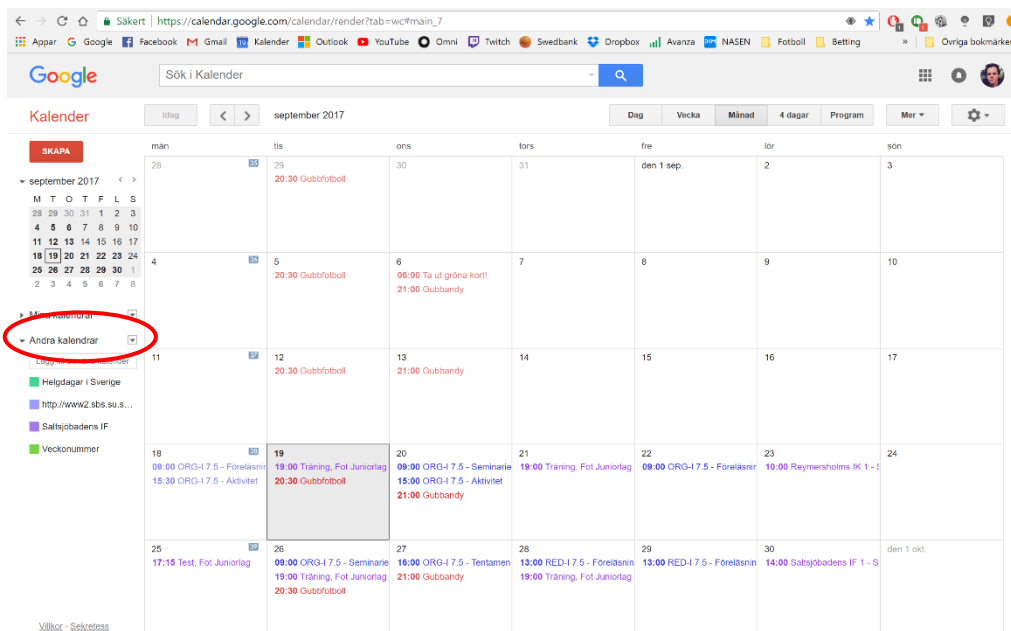 Säkert | https://calendar.google.com/calendar/render?tab=wc#main_7
Appar Google Facebook Gmail Kalender Outlook YouTube Omni Twitch Swedbank Dropbox Avanza NASEN Fotboll Betting » Övriga bokmärken
Google Sök i Kalender
Kalender Idag september 2017 Dag Vecka Månad 4 dagar Program Mer
SKAPA
september 2017
M T O T F L S
28 29 30 31 1 2 3
4 5 6 7 8 9 10
11 12 13 14 15 16 17
18 19 20 21 22 23 24
25 26 27 28 29 30 1
2 3 4 5 6 7 8
Mina kalendrar
Andra kalendrar
Helgdagar i Sverige
http://www2.sbs.su.s...
Saltsjöbadens IF
Veckonummer
Villkor - Sekretess
mån tis ons tors fre lör sön
28 35 29 30 31 den 1 sep. 2 3
20:30 Gubbfotboll
4 36 5 6 7 8 9 10
20:30 Gubbfotboll 06:00 Ta ut gröna kort!
21:00 Gubbandy
11 37 12 13 14 15 16 17
20:30 Gubbfotboll 21:00 Gubbandy
18 38 19 20 21 22 23 24
09:00 ORG-I 7.5 - Föreläsnin 19:00 Träning, Fot Juniorlag 09:00 ORG-I 7.5 - Seminarie 19:00 Träning, Fot Juniorlag 09:00 ORG-I 7.5 - Föreläsnin 10:00 Reymersholms IK 1 - S
15:30 ORG-I 7.5 - Aktivitet 20:30 Gubbfotboll 15:00 ORG-I 7.5 - Aktivitet
21:00 Gubbandy
25 39 26 27 28 29 30 den 1 okt.
17:15 Test, Fot Juniorlag 09:00 ORG-I 7.5 - Seminarie 16:00 ORG-I 7.5 - Tentamen 13:00 RED-I 7.5 - Föreläsnin 13:00 RED-I 7.5 - Föreläsnin 14:00 Saltsjöbadens IF 1 - S
19:00 Träning, Fot Juniorlag 21:00 Gubbandy 19:00 Träning, Fot Juniorlag
20:30 Gubbfotboll